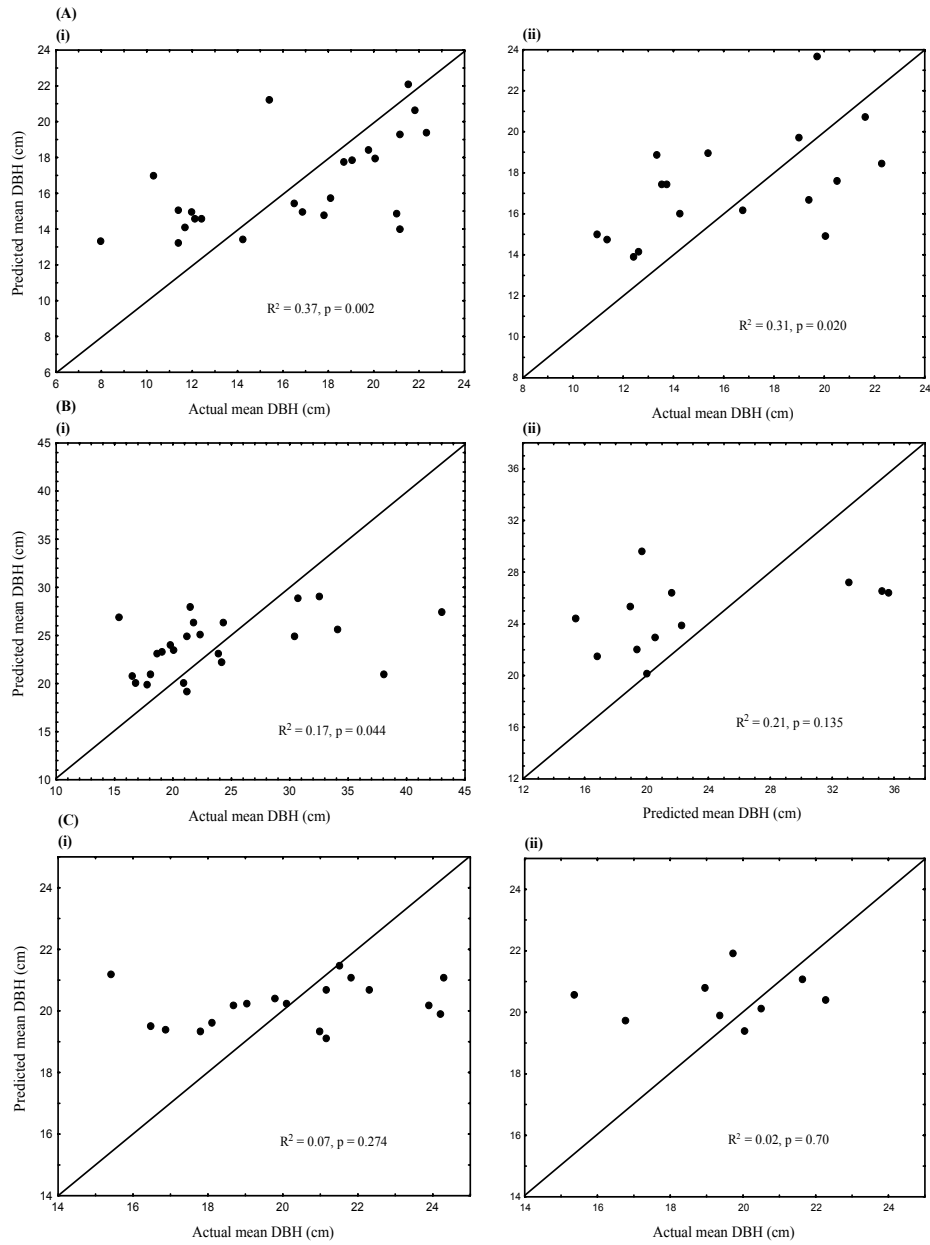 (A)
(i)
24
22
20
18
16
14
12
10
8
6
6 8 10 12 14 16 18 20 22 24
Predicted mean DBH (cm)
Actual mean DBH (cm)
R² = 0.37, p = 0.002
(ii)
24
22
20
18
16
14
12
10
8
8 10 12 14 16 18 20 22 24
Actual mean DBH (cm)
R² = 0.31, p = 0.020
(B)
(i)
45
40
35
30
25
20
15
10
10 15 20 25 30 35 40 45
Predicted mean DBH (cm)
Actual mean DBH (cm)
R² = 0.17, p = 0.044
(ii)
36
32
28
24
20
16
12
12 16 20 24 28 32 36
Predicted mean DBH (cm)
R² = 0.21, p = 0.135
(C)
(i)
24
22
20
18
16
14
14 16 18 20 22 24
Predicted mean DBH (cm)
Actual mean DBH (cm)
R² = 0.07, p = 0.274
(ii)
24
22
20
18
16
14
14 16 18 20 22 24
Actual mean DBH (cm)
R² = 0.02, p = 0.70